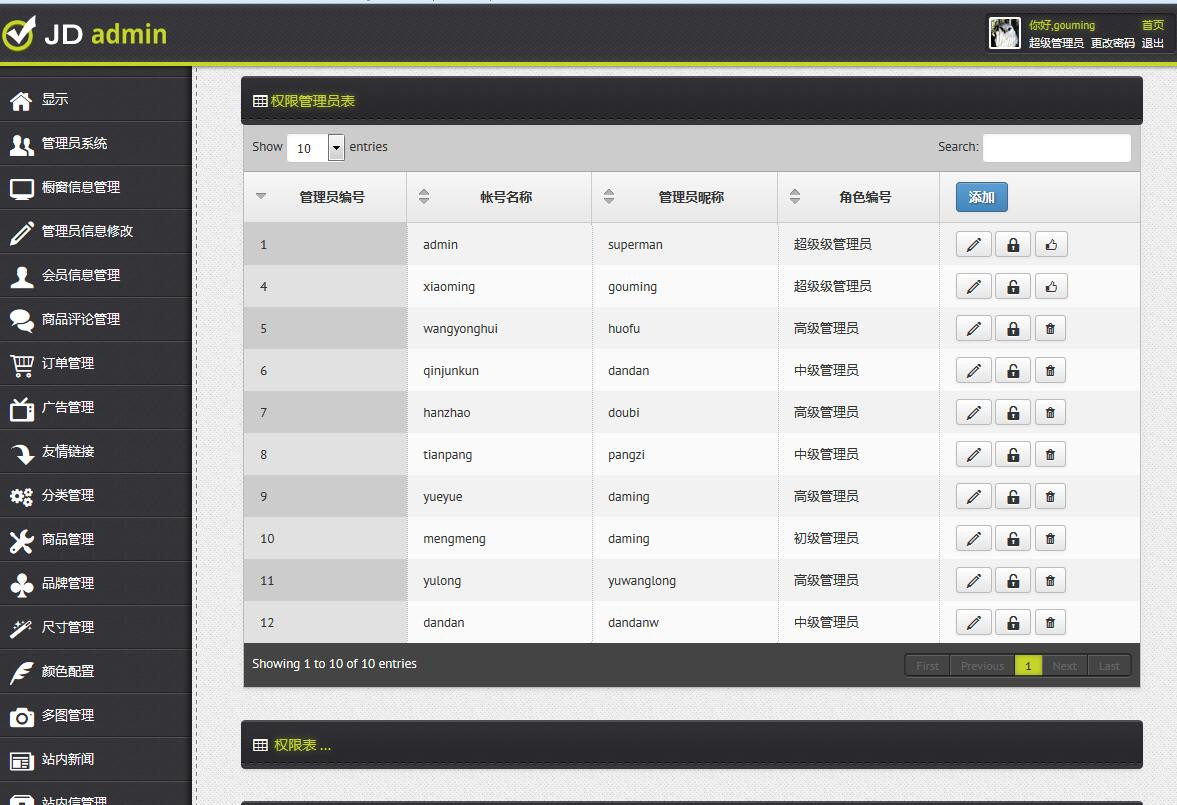 JD admin
你好,gouming 首页
超级管理员 更改密码 退出
显示
管理员系统
橱窗信息管理
管理员信息修改
会员信息管理
商品评论管理
订单管理
广告管理
友情链接
分类管理
商品管理
品牌管理
尺寸管理
颜色配置
多图管理
站内新闻
站内信管理
权限管理员表
Show 10 entries Search:
管理员编号 帐号名称 管理员昵称 角色编号 添加
1 admin superman 超级级管理员
4 xiaoming gouming 超级级管理员
5 wangyonghui huofu 高级管理员
6 qinjunkun dandan 中级管理员
7 hanzhao doubi 高级管理员
8 tianpang pangzi 中级管理员
9 yueyue daming 高级管理员
10 mengmeng daming 初级管理员
11 yulong yuwanglong 高级管理员
12 dandan dandanw 中级管理员
Showing 1 to 10 of 10 entries First Previous 1 Next Last
权限表 ...